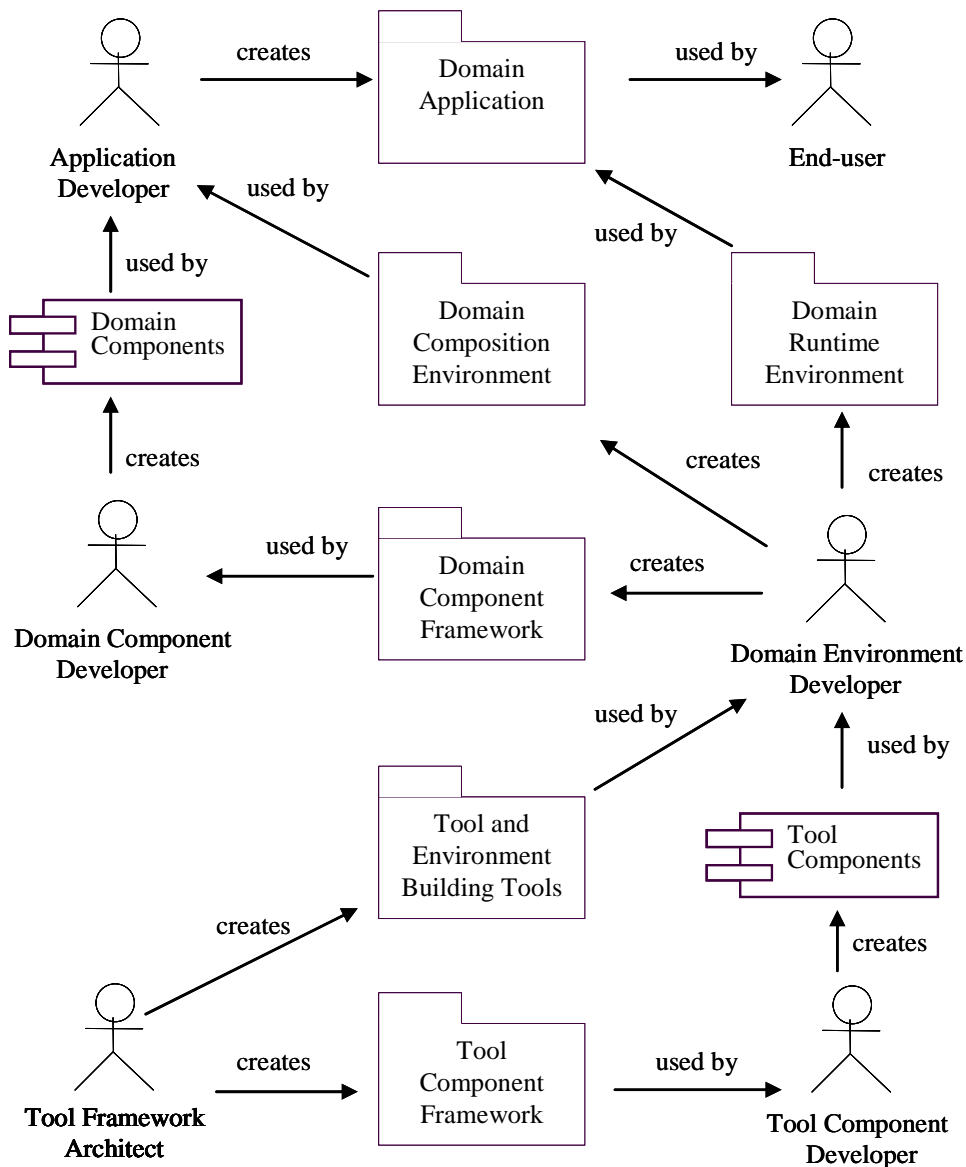 creates
used by
Domain
Application
Application
Developer
End-user
used by
used by
used by
Domain
Components
Domain
Composition
Environment
Domain
Runtime
Environment
creates
creates
creates
used by
creates
Domain
Component
Framework
Domain Component
Developer
Domain Environment
Developer
used by
used by
Tool and
Environment
Building Tools
Tool
Components
creates
creates
creates
used by
Tool
Component
Framework
Tool Framework
Architect
Tool Component
Developer